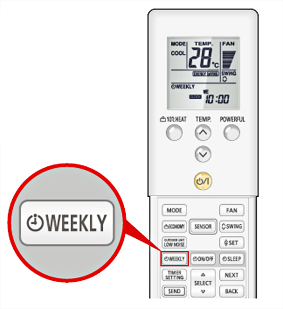 MODE TEMP. FAN
COOL 28 °C
SWING
WEEKLY
10:00
10°C HEAT TEMP. POWERFUL
MODE FAN
ECONOMY SENSOR SWING
OUTDOOR UNIT LOW NOISE SET
WEEKLY
WEEKLY ON/OFF SLEEP
TIMER SETTING SELECT NEXT
SEND BACK